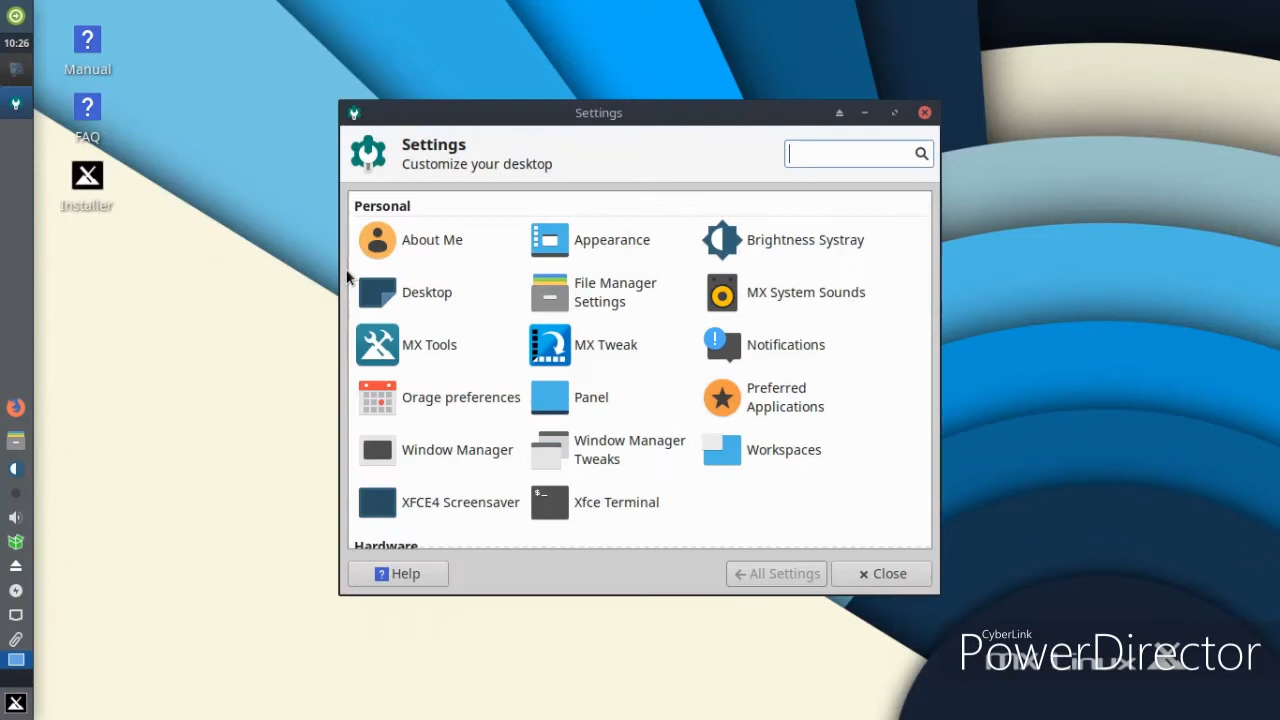 10:26
Manual
FAQ
Installer
Settings
Settings
Customize your desktop
Personal
About Me
Appearance
Brightness Systray
Desktop
File Manager
Settings
MX System Sounds
MX Tools
MX Tweak
Notifications
Orage preferences
Panel
Preferred
Applications
Window Manager
Window Manager
Tweaks
Workspaces
XFCE4 Screensaver
$_
Xfce Terminal
Hardware
? Help
All Settings
Close
CyberLink
PowerDirector
MX Linux